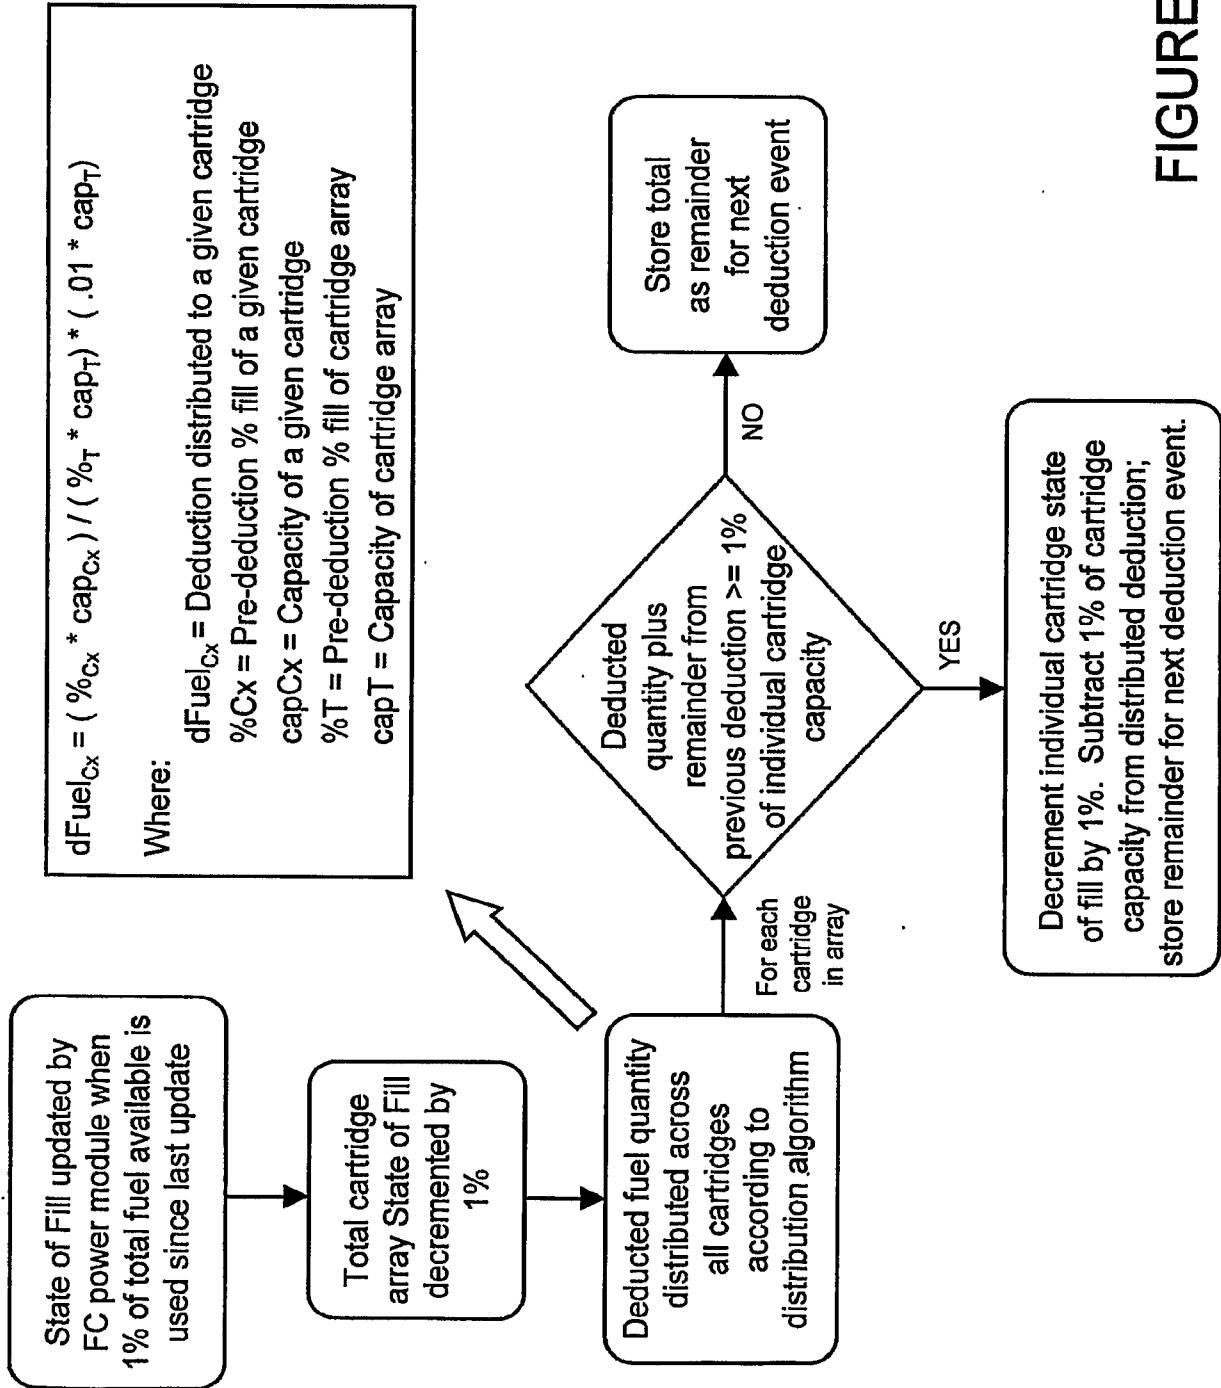 State of Fill updated by
FC power module when
1% of total fuel available is
used since last update
Total cartridge
array State of Fill
decremented by
1%
Deducted fuel quantity
distributed across
all cartridges
according to
distribution algorithm
dFuel_Cx = ( %_Cx * cap_Cx ) / ( %_T * cap_T) * ( .01 * cap_T)
Where:
dFuel_Cx = Deduction distributed to a given cartridge
%Cx = Pre-deduction % fill of a given cartridge
capCx = Capacity of a given cartridge
%T = Pre-deduction % fill of cartridge array
capT = Capacity of cartridge array
For each
cartridge
in array
Deducted
quantity plus
remainder from
previous deduction >= 1%
of individual cartridge
capacity
NO
Store total
as remainder
for next
deduction event
YES
Decrement individual cartridge state
of fill by 1%. Subtract 1% of cartridge
capacity from distributed deduction;
store remainder for next deduction event.
FIGURE